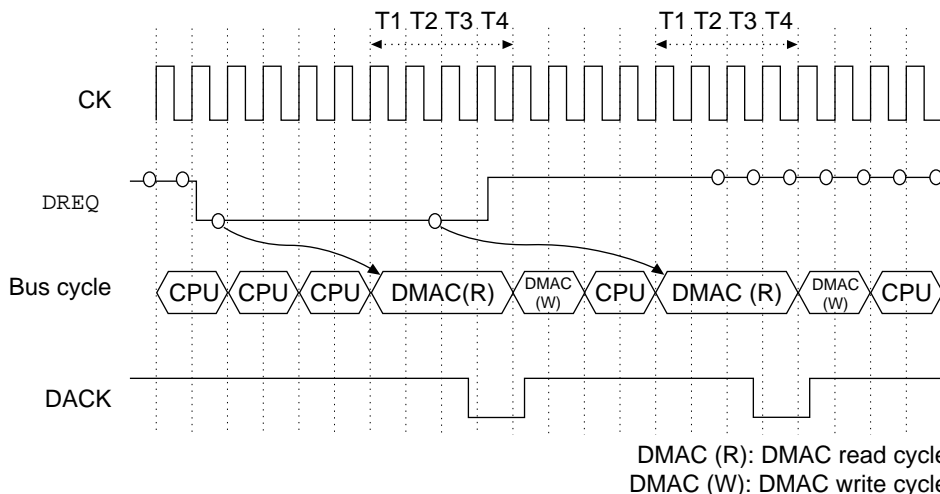 T1 T2 T3 T4 T1 T2 T3 T4
CK
DREQ
Bus cycle CPU CPU CPU DMAC(R) DMAC (W) CPU DMAC (R) DMAC (W) CPU
DACK
DMAC (R): DMAC read cycle
DMAC (W): DMAC write cycle